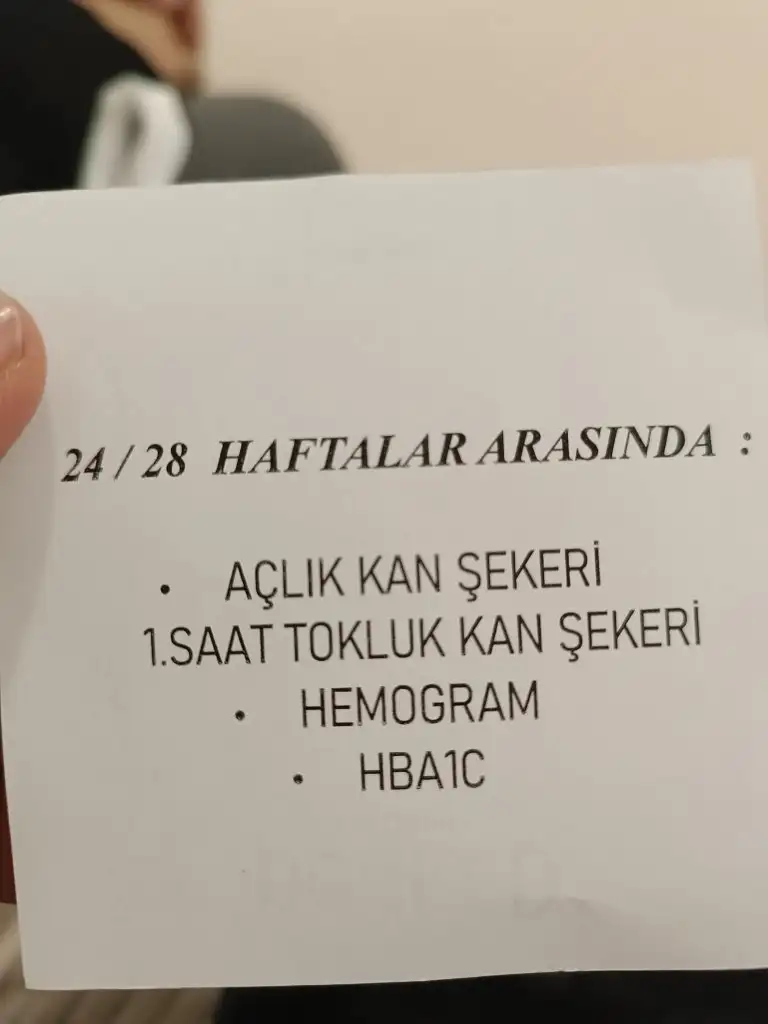 24 / 28 HAFTALAR ARASINDA :
• AÇLIK KAN ŞEKERİ
1.SAAT TOKLUK KAN ŞEKERİ
• HEMOGRAM
• HBA1C